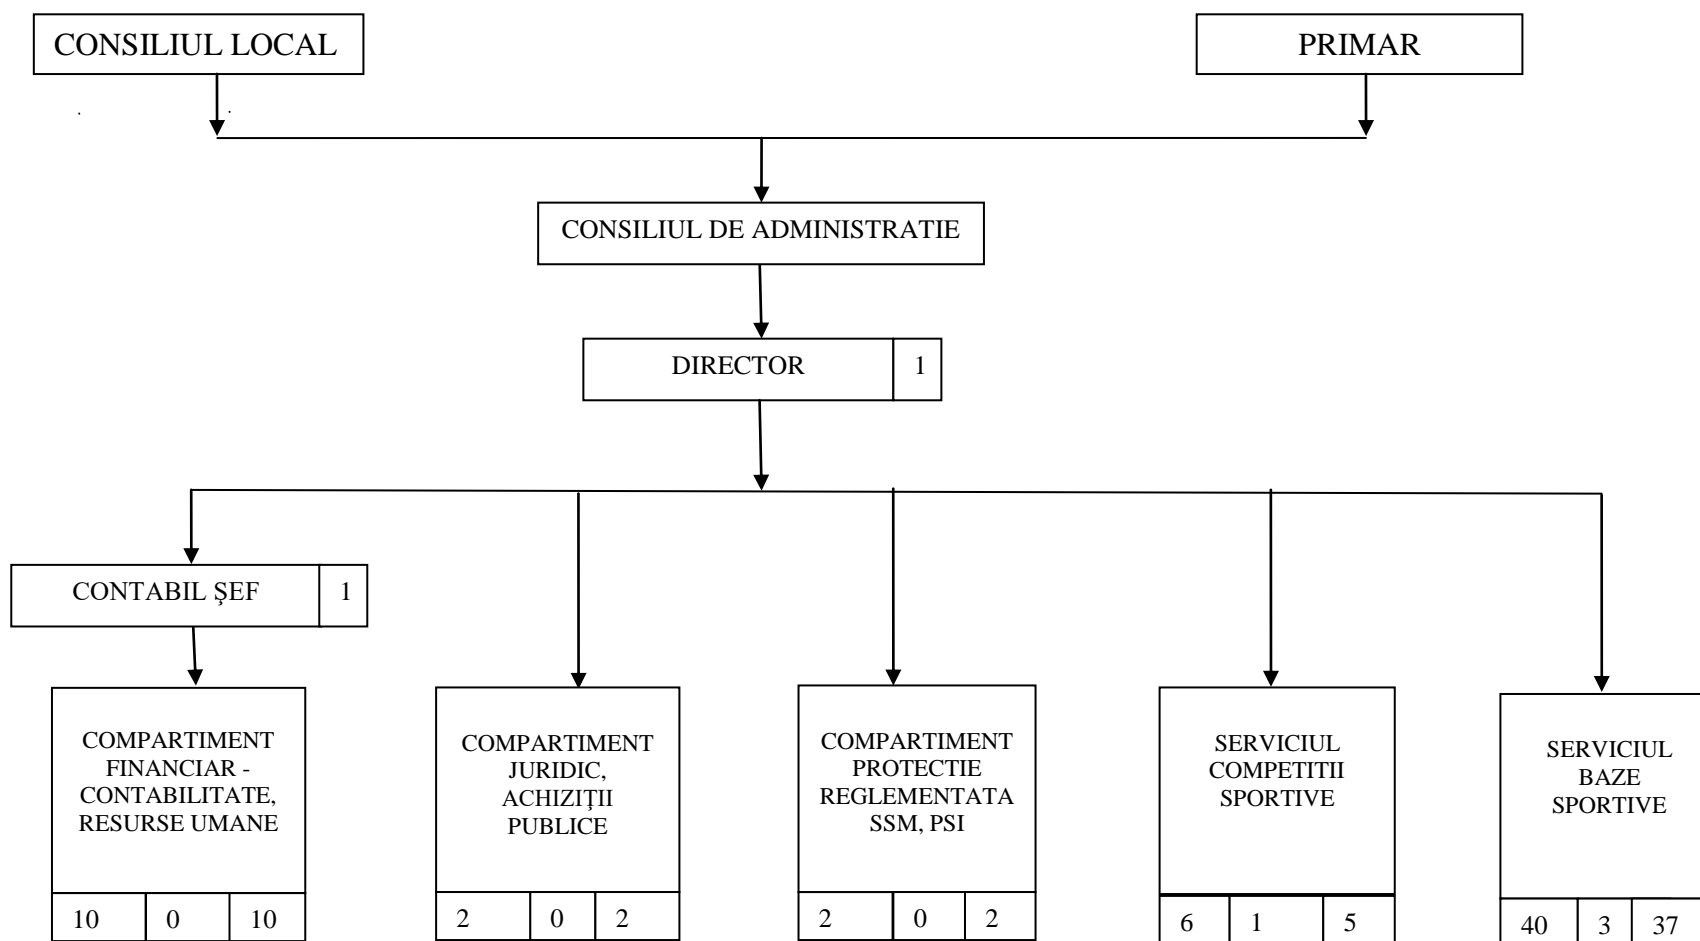 CONSILIUL LOCAL
PRIMAR
CONSILIUL DE ADMINISTRATIE
DIRECTOR 1
CONTABIL ŞEF 1
COMPARTIMENT
FINANCIAR -
CONTABILITATE,
RESURSE UMANE
10 0 10
COMPARTIMENT
JURIDIC,
ACHIZIŢII
PUBLICE
2 0 2
COMPARTIMENT
PROTECTIE
REGLEMENTATA
SSM, PSI
2 0 2
SERVICIUL
COMPETITII
SPORTIVE
6 1 5
SERVICIUL
BAZE
SPORTIVE
40 3 37